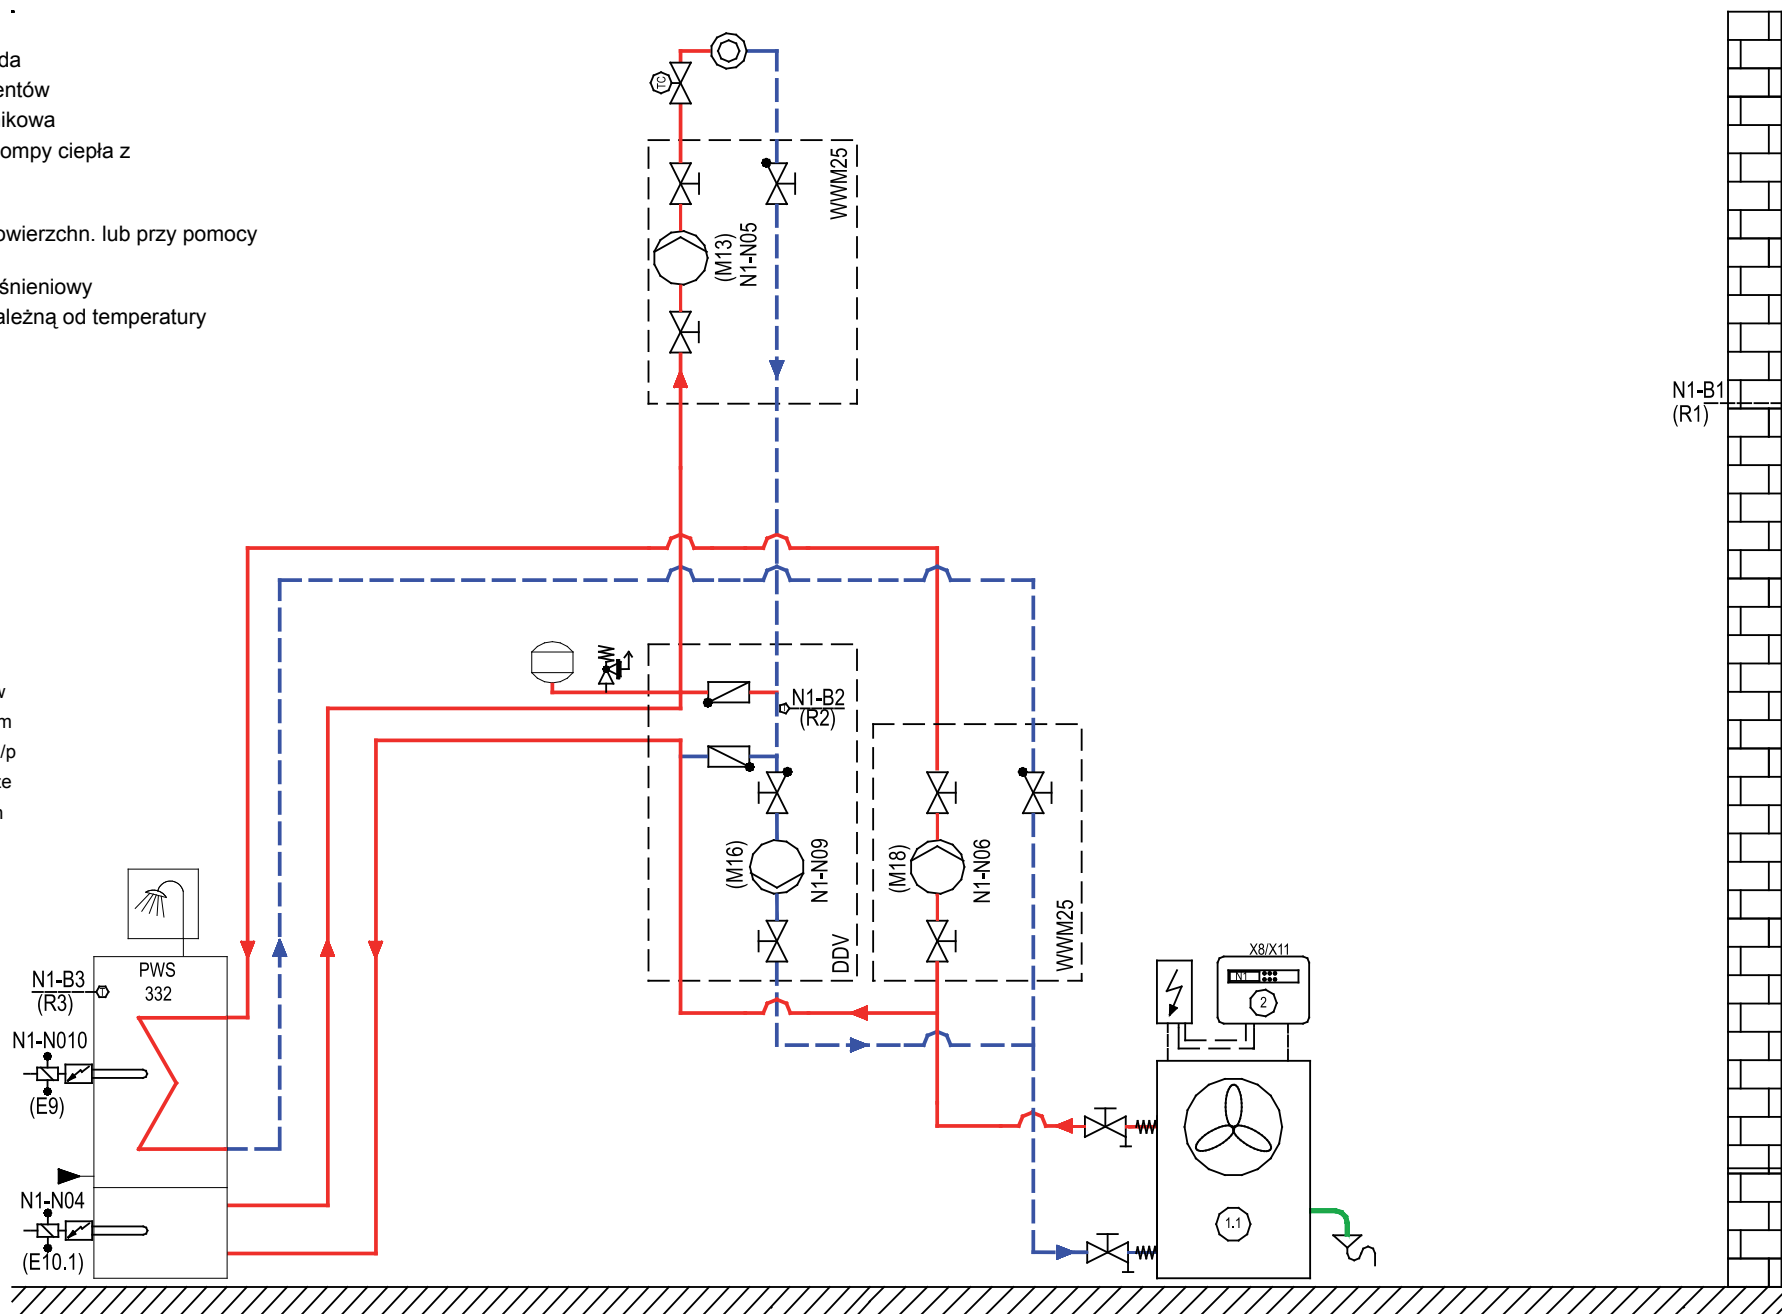 da
entów
ikowa
ompy ciepła z
owierzchn. lub przy pomocy
śnieniowy
ależną od temperatury
TC
WWM25
(M13)
N1-N05
N1-B1
(R1)
w
m
/p
te
n
N1-B2
(R2)
(M16)
N1-N09
DDV
(M18)
N1-N06
WWM25
PWS
332
N1-B3
(R3)
T
N1-N010
(E9)
N1-N04
(E10.1)
X8/X11
N1
2
1.1